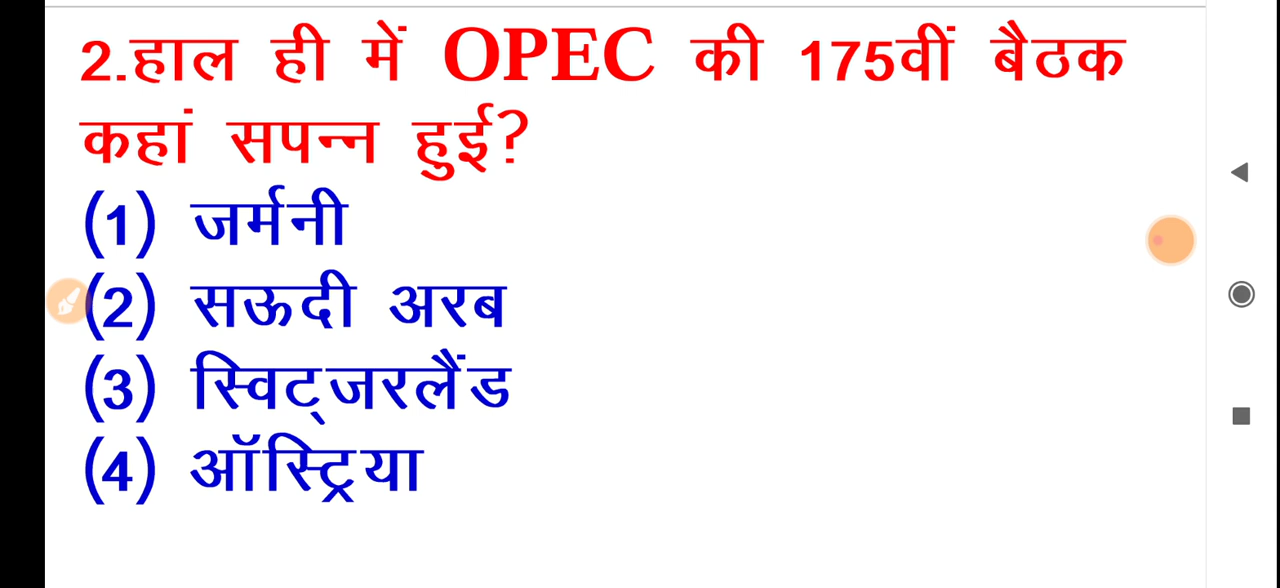 2.हाल ही में OPEC की 175वीं बैठक
कहां सपन्न हुई?
(1) जर्मनी
(2) सऊदी अरब
(3) स्विट्जरलैंड
(4) ऑस्ट्रिया